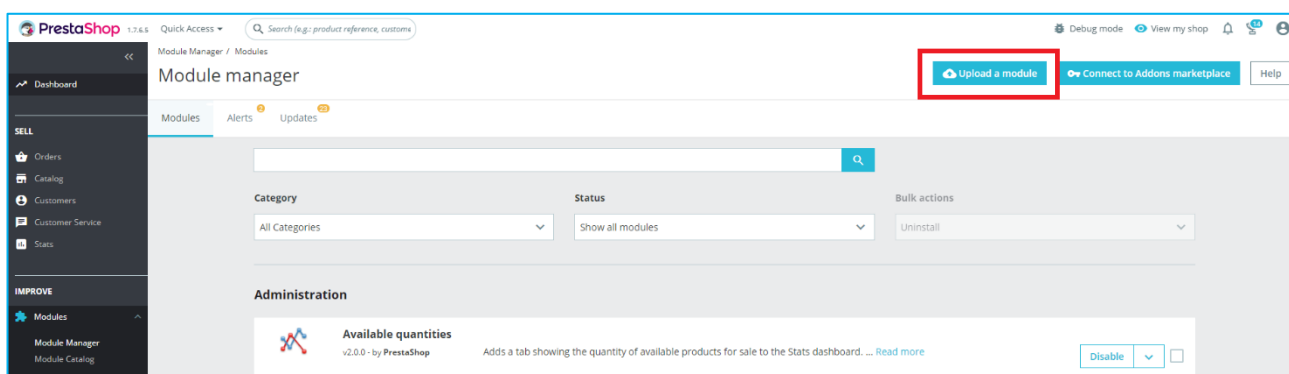 PrestaShop 1.7.6.5 Quick Access Search (e.g.: product reference, custome Debug mode View my shop 14
Module Manager / Modules
Module manager
Upload a module Connect to Addons marketplace Help
Dashboard
Modules Alerts 2 Updates 23
SELL
Orders
Catalog
Customers
Customer Service
Stats
Category Status Bulk actions
All Categories Show all modules Uninstall
IMPROVE
Modules
Module Manager
Module Catalog
Administration
Available quantities
v2.0.0 - by PrestaShop Adds a tab showing the quantity of available products for sale to the Stats dashboard. ... Read more
Disable